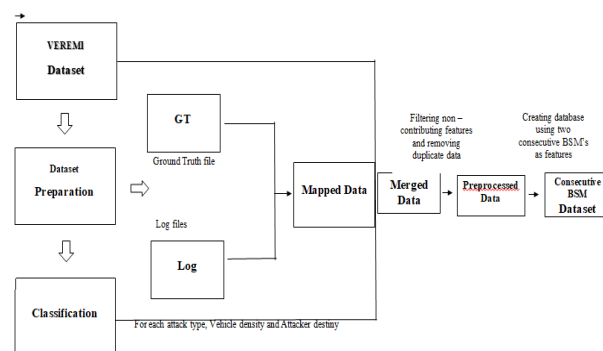 VEREMI
Dataset
Dataset
Preparation
Classification
GT
Ground Truth file
Log files
Log
Mapped Data
For each attack type, Vehicle density and Attacker destiny
Filtering non –
contributing features
and removing
duplicate data
Merged
Data
Preprocessed
Data
Creating database
using two
consecutive BSM's
as features
Consecutive
BSM
Dataset